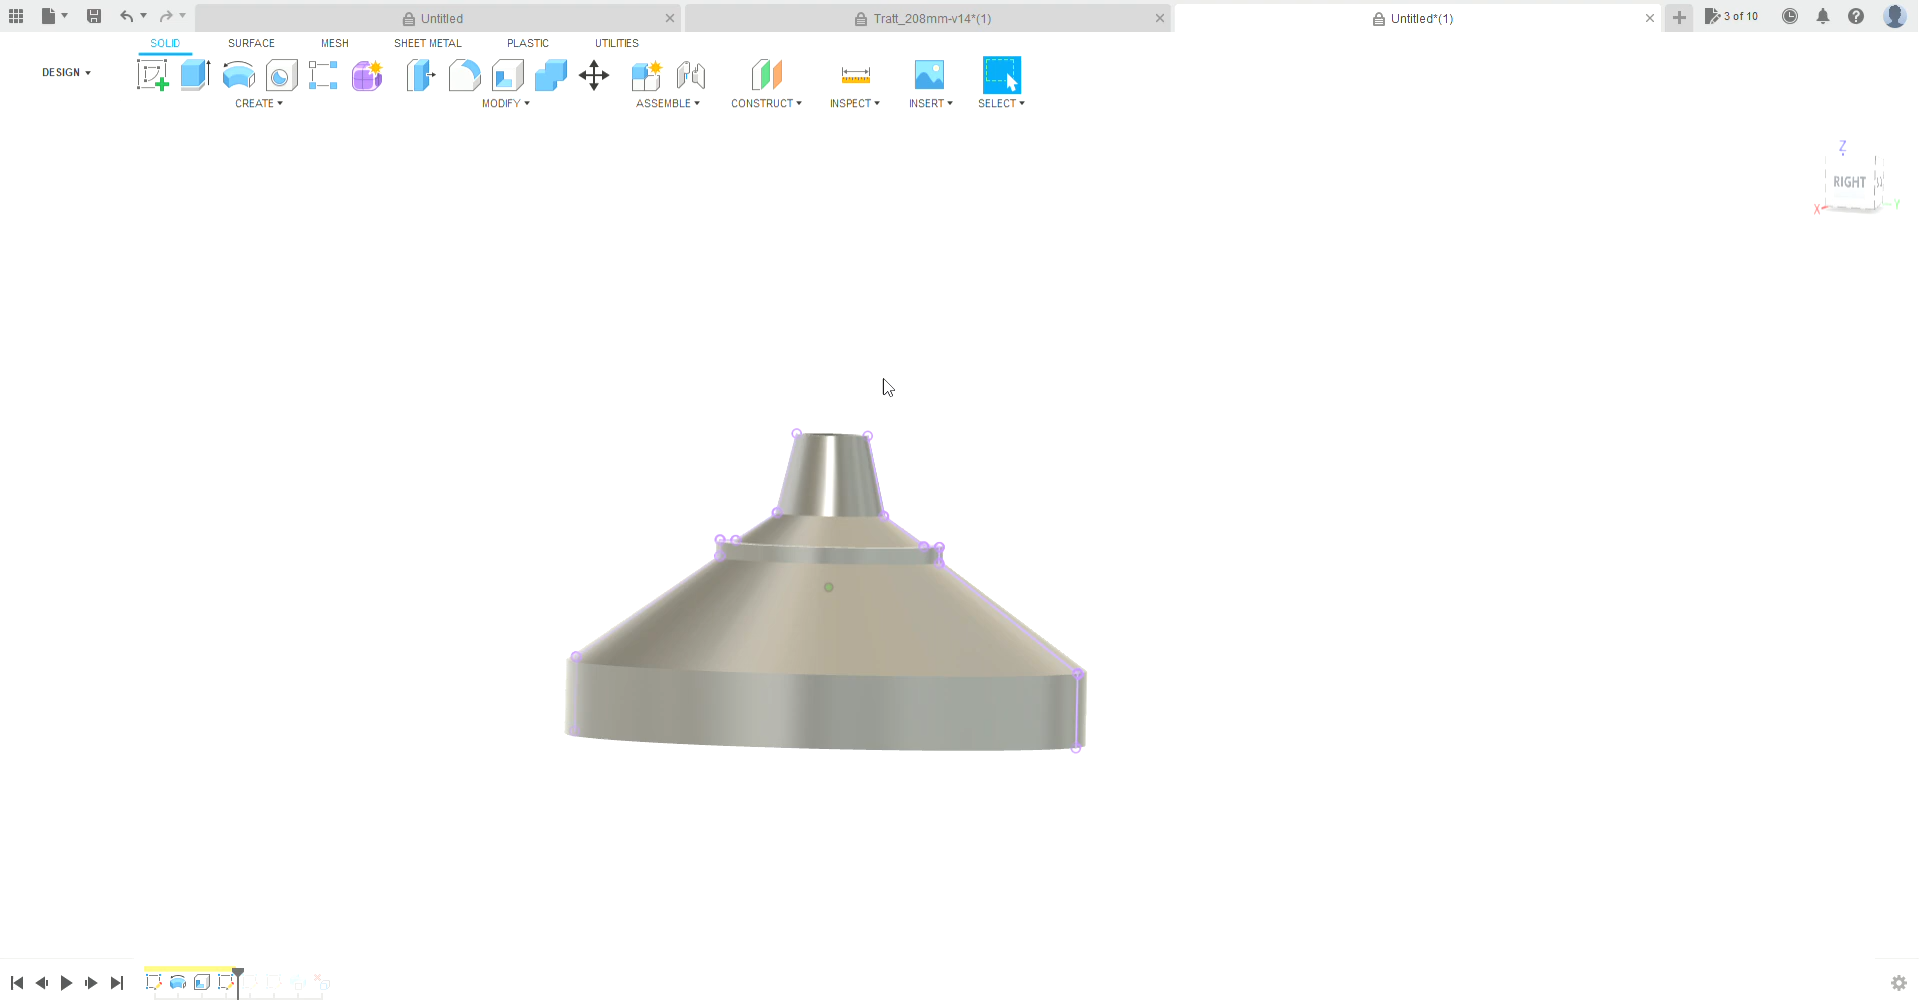 Untitled
Tratt_208mm-v14*(1)
Untitled*(1)
3 of 10
SOLID SURFACE MESH SHEET METAL PLASTIC UTILITIES
DESIGN
CREATE MODIFY ASSEMBLE CONSTRUCT INSPECT INSERT SELECT
Z
RIGHT
X
Y